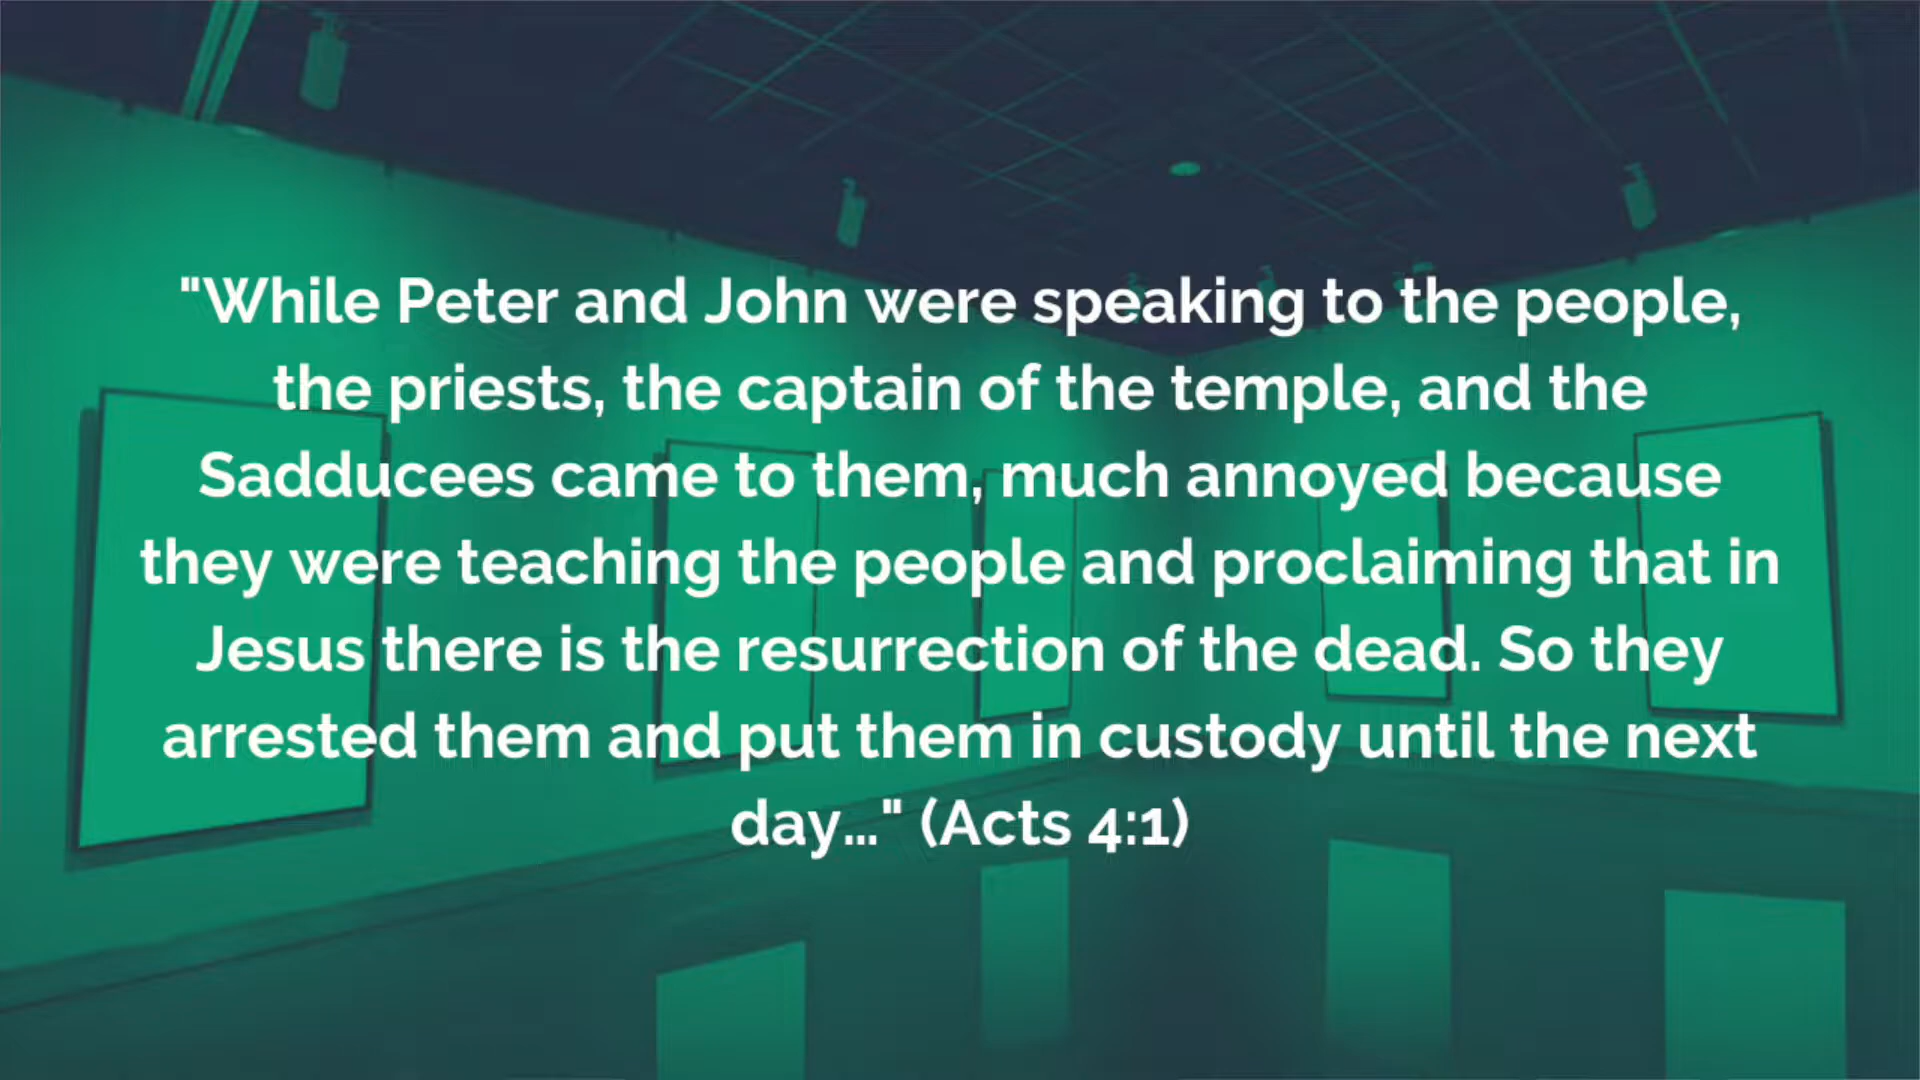 "While Peter and John were speaking to the people,
the priests, the captain of the temple, and the
Sadducees came to them, much annoyed because
they were teaching the people and proclaiming that in
Jesus there is the resurrection of the dead. So they
arrested them and put them in custody until the next
day…" (Acts 4:1)